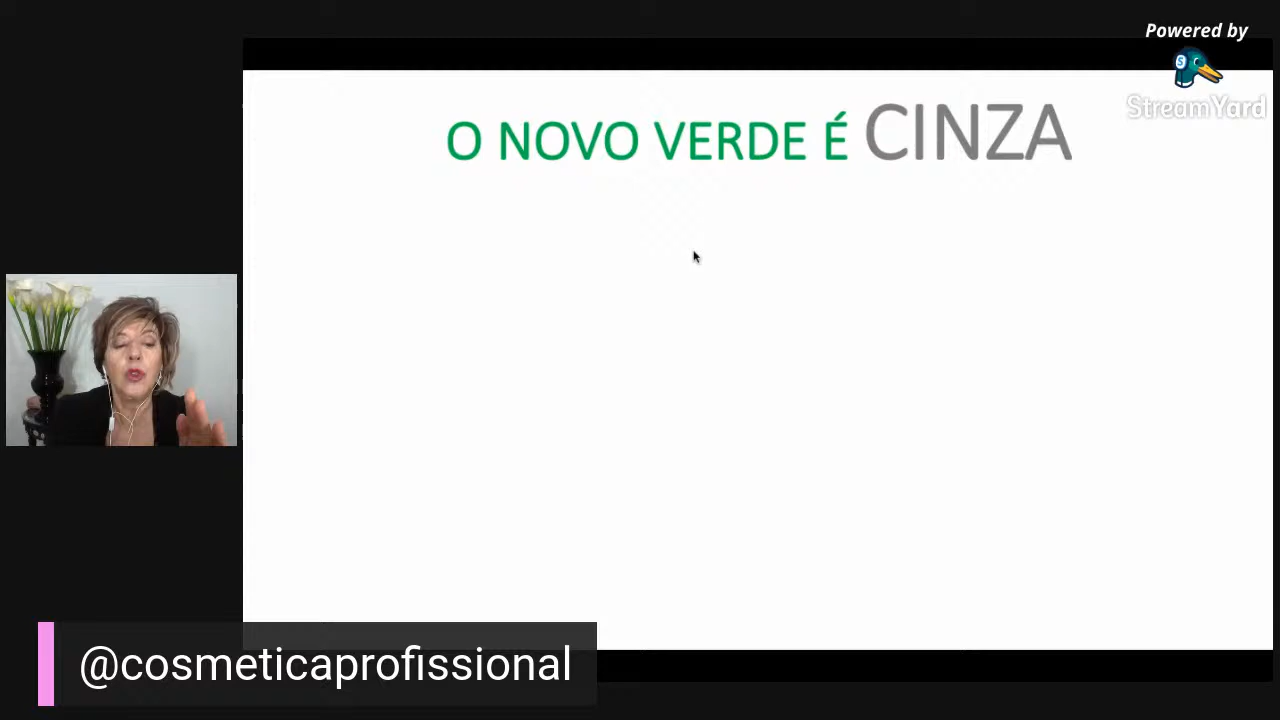 Powered by
StreamYard
O NOVO VERDE É CINZA
@cosmeticaprofissional